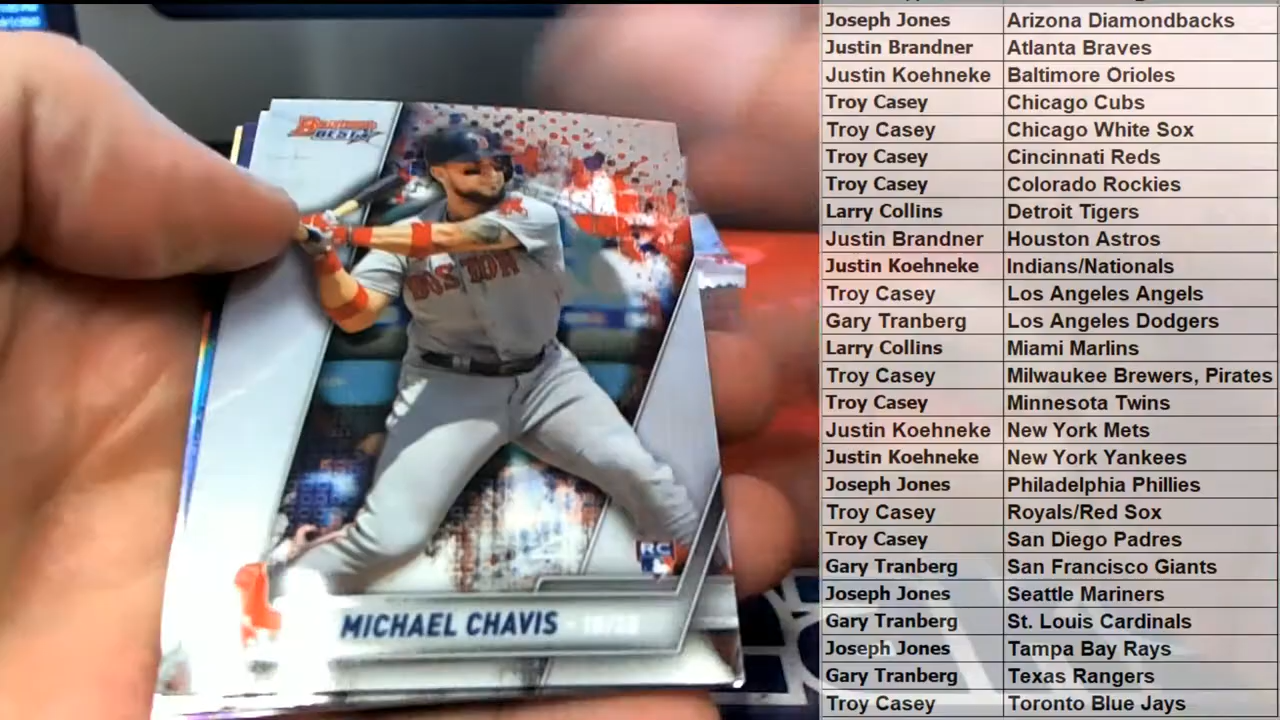 Bowman's
BEST
BOSTON
RC
MICHAEL CHAVIS
Joseph Jones Arizona Diamondbacks
Justin Brandner Atlanta Braves
Justin Koehneke Baltimore Orioles
Troy Casey Chicago Cubs
Troy Casey Chicago White Sox
Troy Casey Cincinnati Reds
Troy Casey Colorado Rockies
Larry Collins Detroit Tigers
Justin Brandner Houston Astros
Justin Koehneke Indians/Nationals
Troy Casey Los Angeles Angels
Gary Tranberg Los Angeles Dodgers
Larry Collins Miami Marlins
Troy Casey Milwaukee Brewers, Pirates
Troy Casey Minnesota Twins
Justin Koehneke New York Mets
Justin Koehneke New York Yankees
Joseph Jones Philadelphia Phillies
Troy Casey Royals/Red Sox
Troy Casey San Diego Padres
Gary Tranberg San Francisco Giants
Joseph Jones Seattle Mariners
Gary Tranberg St. Louis Cardinals
Joseph Jones Tampa Bay Rays
Gary Tranberg Texas Rangers
Troy Casey Toronto Blue Jays